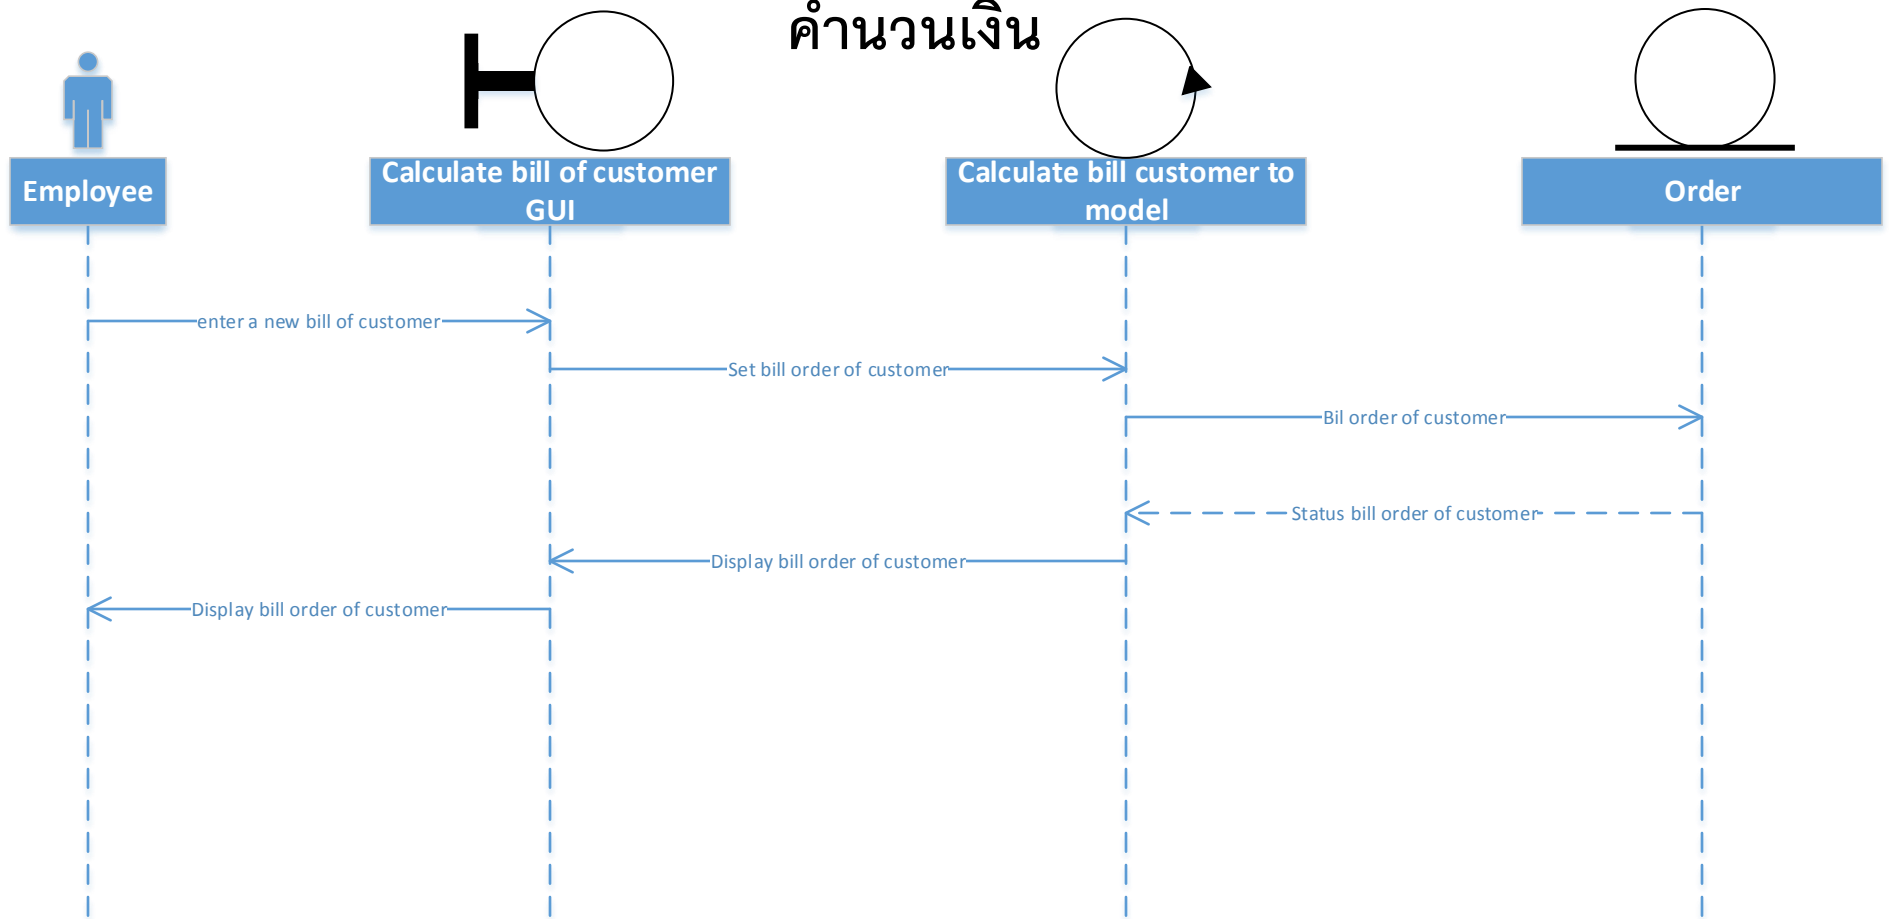 คำนวนเงิน
Employee
Calculate bill of customer
GUI
Calculate bill customer to
model
Order
enter a new bill of customer
Set bill order of customer
Bil order of customer
Status bill order of customer
Display bill order of customer
Display bill order of customer